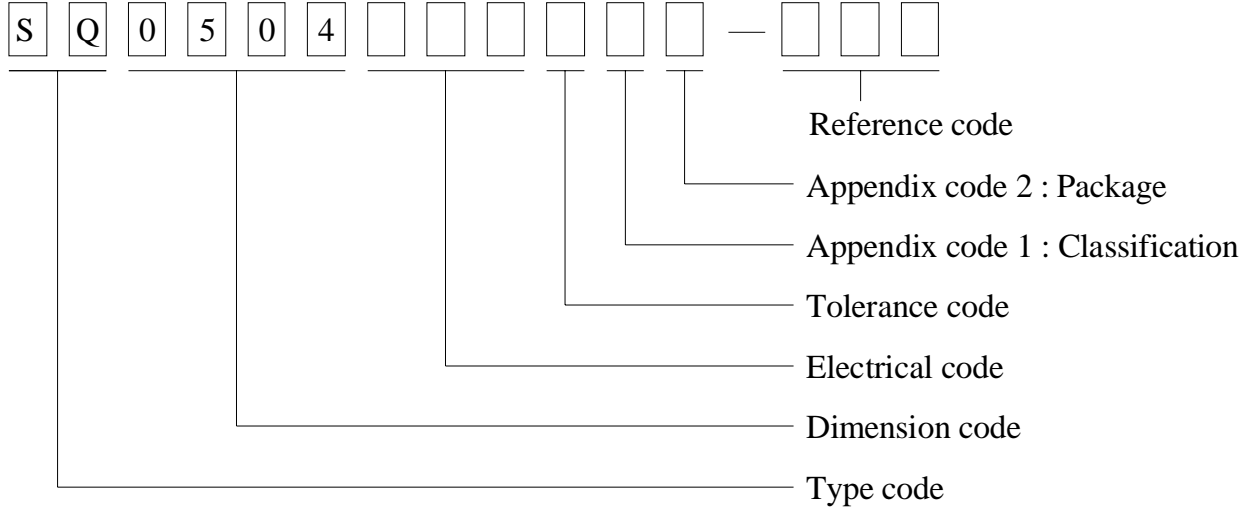 S Q 0 5 0 4 —
Reference code
Appendix code 2 : Package
Appendix code 1 : Classification
Tolerance code
Electrical code
Dimension code
Type code